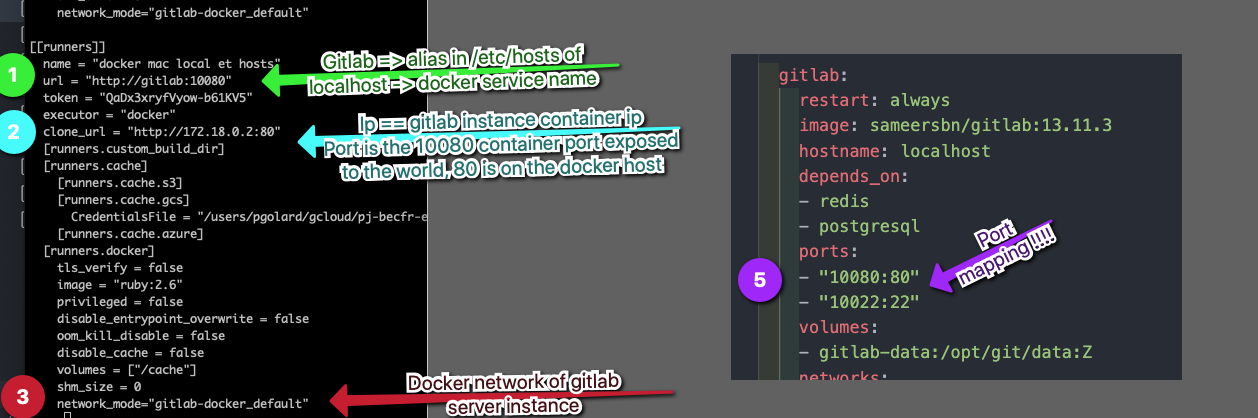 network_mode="gitlab-docker_default"
[[runners]]
name = "docker mac local et hosts"
url = "http://gitlab:10080"
token = "QaDx3xryfVyow-b61KV5"
executor = "docker"
clone_url = "http://172.18.0.2:80"
[runners.custom_build_dir]
[runners.cache]
[runners.cache.s3]
[runners.cache.gcs]
CredentialsFile = "/users/pgolard/gcloud/pj-becfr-e
[runners.cache.azure]
[runners.docker]
tls_verify = false
image = "ruby:2.6"
privileged = false
disable_entrypoint_overwrite = false
oom_kill_disable = false
disable_cache = false
volumes = ["/cache"]
shm_size = 0
network_mode="gitlab-docker_default"
1
2
3
Gitlab => alias in /etc/hosts of
localhost => docker service name
Ip == gitlab instance container ip
Port is the 10080 container port exposed
to the world, 80 is on the docker host
Docker network of gitlab
server instance
gitlab:
restart: always
image: sameersbn/gitlab:13.11.3
hostname: localhost
depends_on:
- redis
- postgresql
ports:
- "10080:80"
- "10022:22"
volumes:
- gitlab-data:/opt/git/data:Z
networks:
5
Port
mapping !!!!